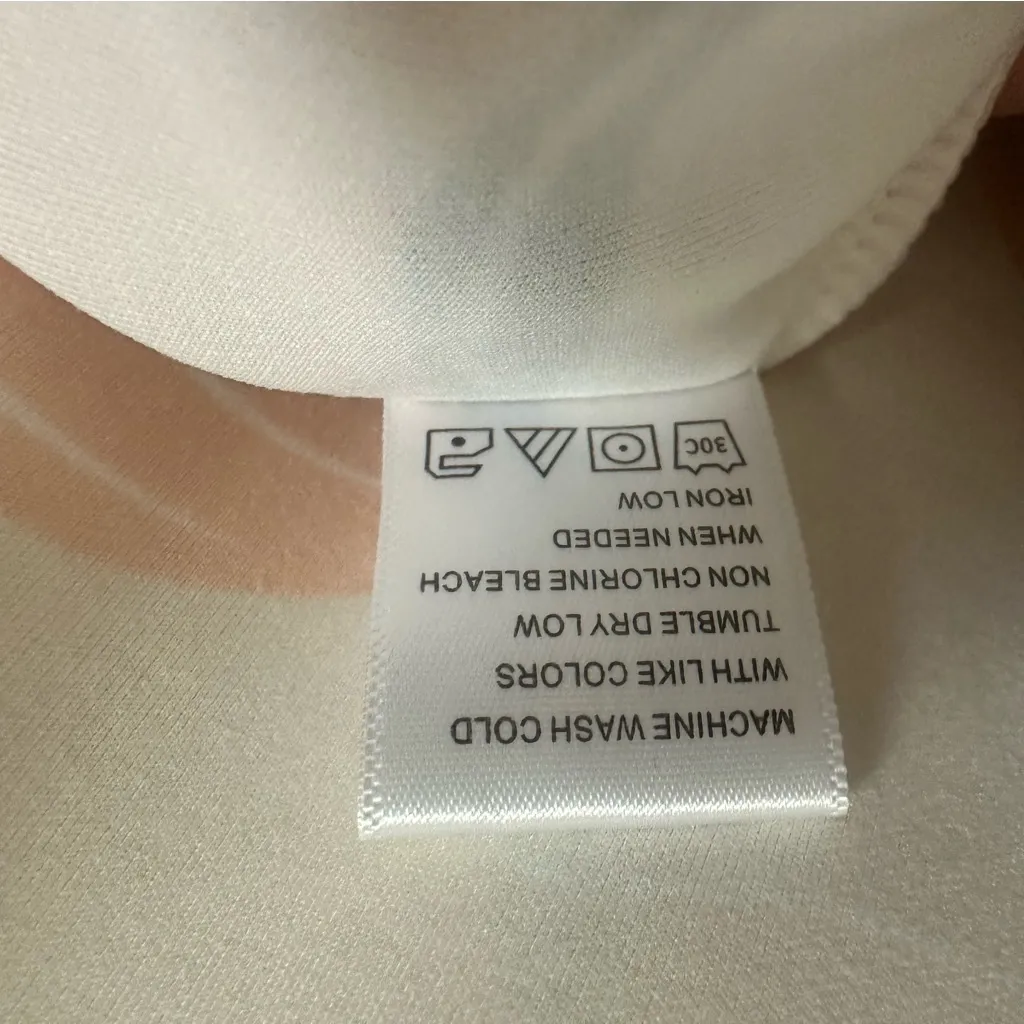 MACHINE WASH COLD
WITH LIKE COLORS
TUMBLE DRY LOW
NON CHLORINE BLEACH
WHEN NEEDED
IRON LOW
30C